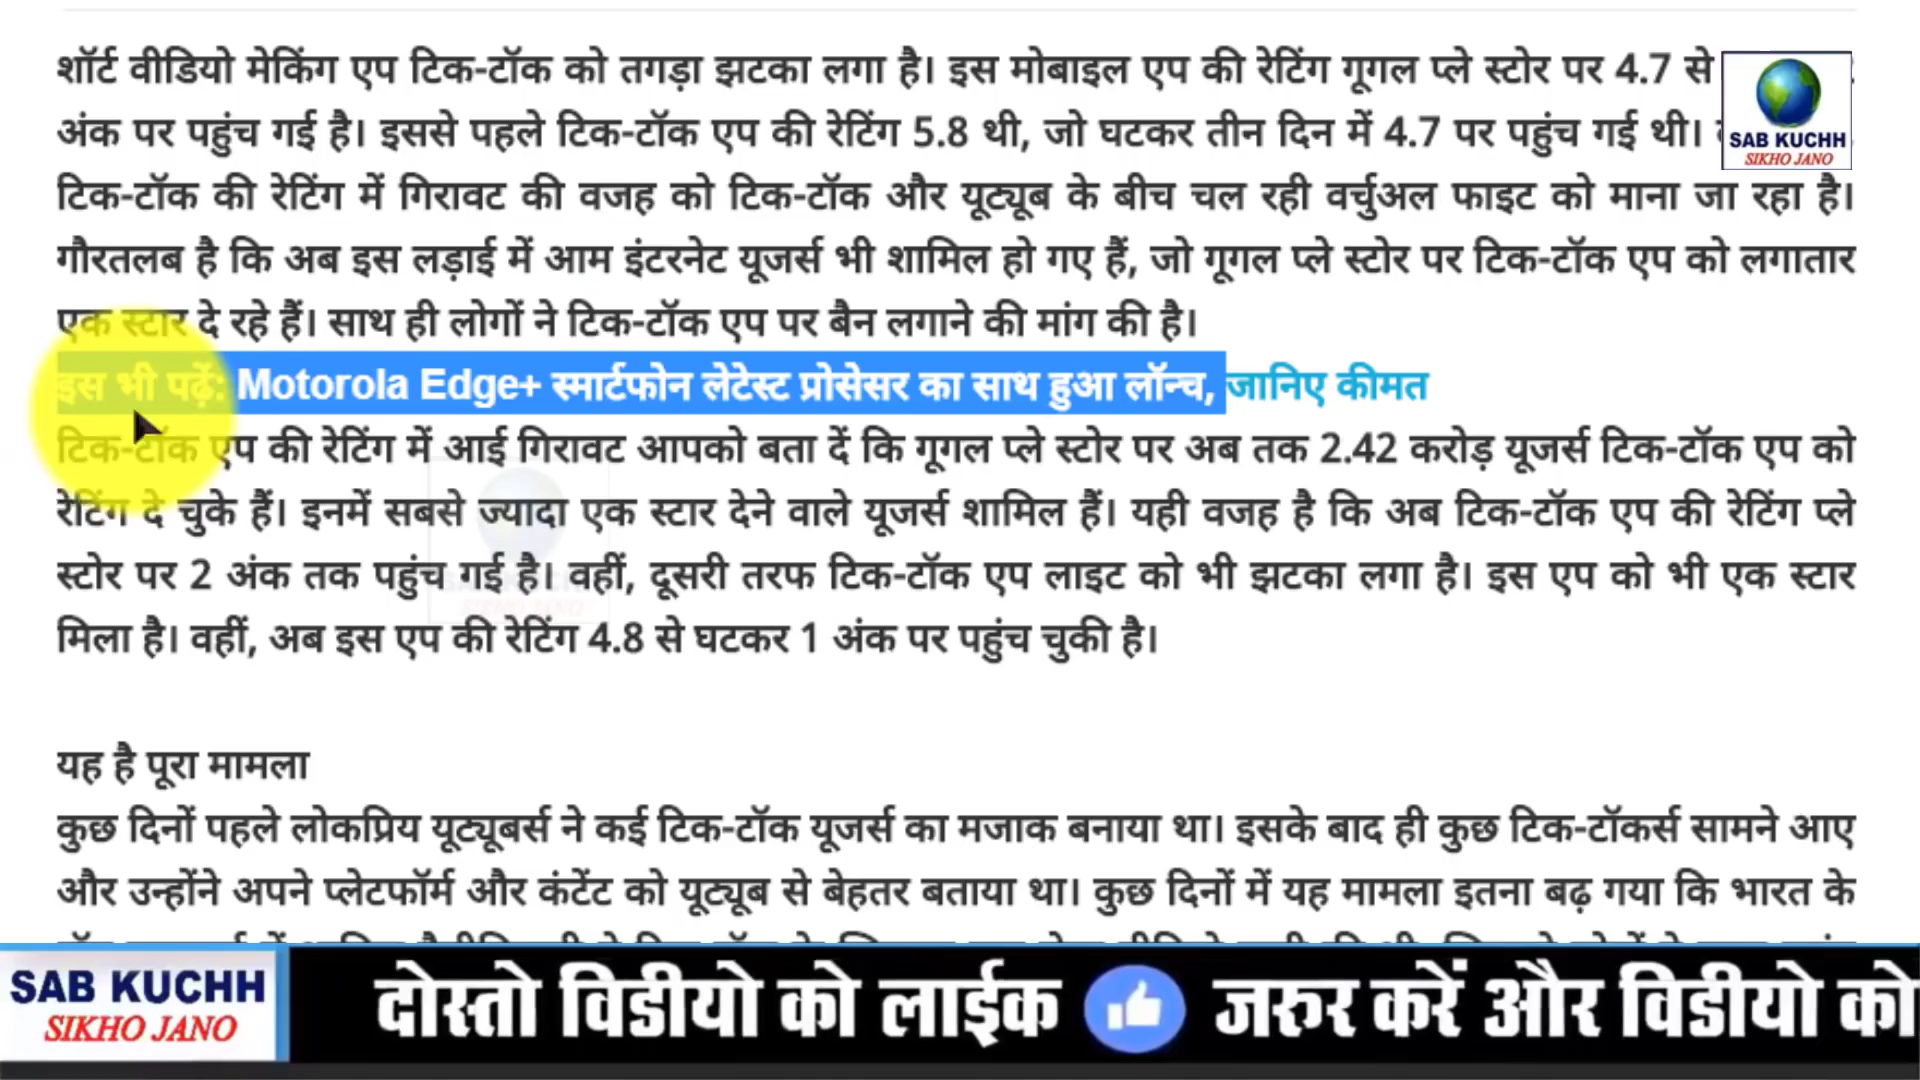 शॉर्ट वीडियो मेकिंग एप टिक-टॉक को तगड़ा झटका लगा है। इस मोबाइल एप की रेटिंग गूगल प्ले स्टोर पर 4.7 से
अंक पर पहुंच गई है। इससे पहले टिक-टॉक एप की रेटिंग 5.8 थी, जो घटकर तीन दिन में 4.7 पर पहुंच गई थी।
टिक-टॉक की रेटिंग में गिरावट की वजह को टिक-टॉक और यूट्यूब के बीच चल रही वर्चुअल फाइट को माना जा रहा है।
गौरतलब है कि अब इस लड़ाई में आम इंटरनेट यूजर्स भी शामिल हो गए हैं, जो गूगल प्ले स्टोर पर टिक-टॉक एप को लगातार
एक स्टार दे रहे हैं। साथ ही लोगों ने टिक-टॉक एप पर बैन लगाने की मांग की है।
इस भी पढ़ें: Motorola Edge+ स्मार्टफोन लेटेस्ट प्रोसेसर का साथ हुआ लॉन्च, जानिए कीमत
टिक-टॉक एप की रेटिंग में आई गिरावट आपको बता दें कि गूगल प्ले स्टोर पर अब तक 2.42 करोड़ यूजर्स टिक-टॉक एप को
रेटिंग दे चुके हैं। इनमें सबसे ज्यादा एक स्टार देने वाले यूजर्स शामिल हैं। यही वजह है कि अब टिक-टॉक एप की रेटिंग प्ले
स्टोर पर 2 अंक तक पहुंच गई है। वहीं, दूसरी तरफ टिक-टॉक एप लाइट को भी झटका लगा है। इस एप को भी एक स्टार
मिला है। वहीं, अब इस एप की रेटिंग 4.8 से घटकर 1 अंक पर पहुंच चुकी है।
यह है पूरा मामला
कुछ दिनों पहले लोकप्रिय यूट्यूबर्स ने कई टिक-टॉक यूजर्स का मजाक बनाया था। इसके बाद ही कुछ टिक-टॉकर्स सामने आए
और उन्होंने अपने प्लेटफॉर्म और कंटेंट को यूट्यूब से बेहतर बताया था। कुछ दिनों में यह मामला इतना बढ़ गया कि भारत के
SAB KUCHH
SIKHO JANO
SAB KUCHH
SIKHO JANO
SAB KUCHH
SIKHO JANO
दोस्तो विडीयो को लाईक जरुर करें और विडीयो को